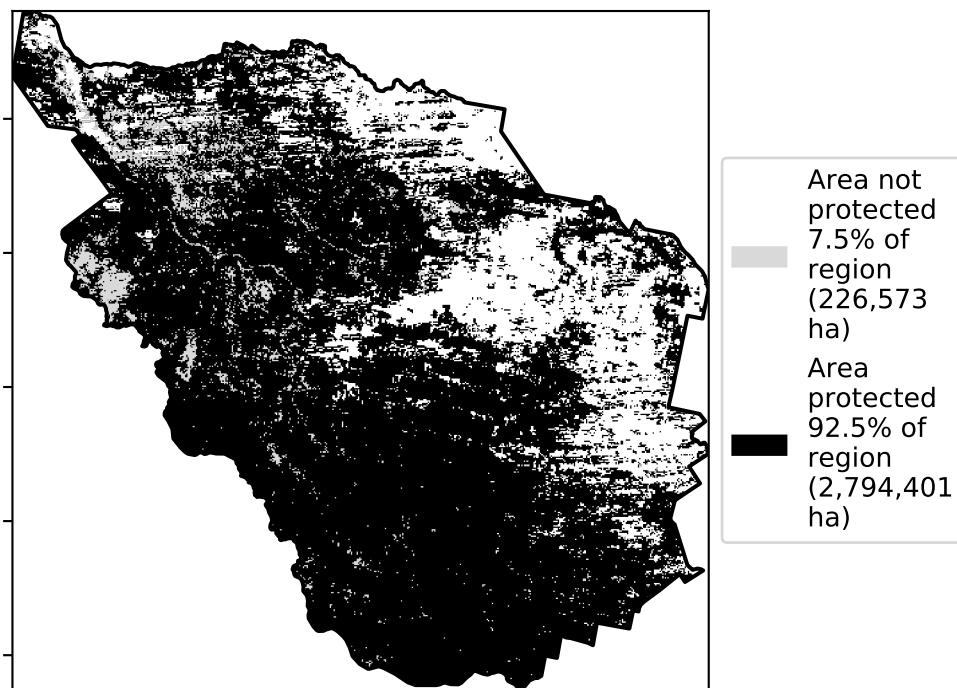 Area not
protected
7.5% of
region
(226,573
ha)
Area
protected
92.5% of
region
(2,794,401
ha)